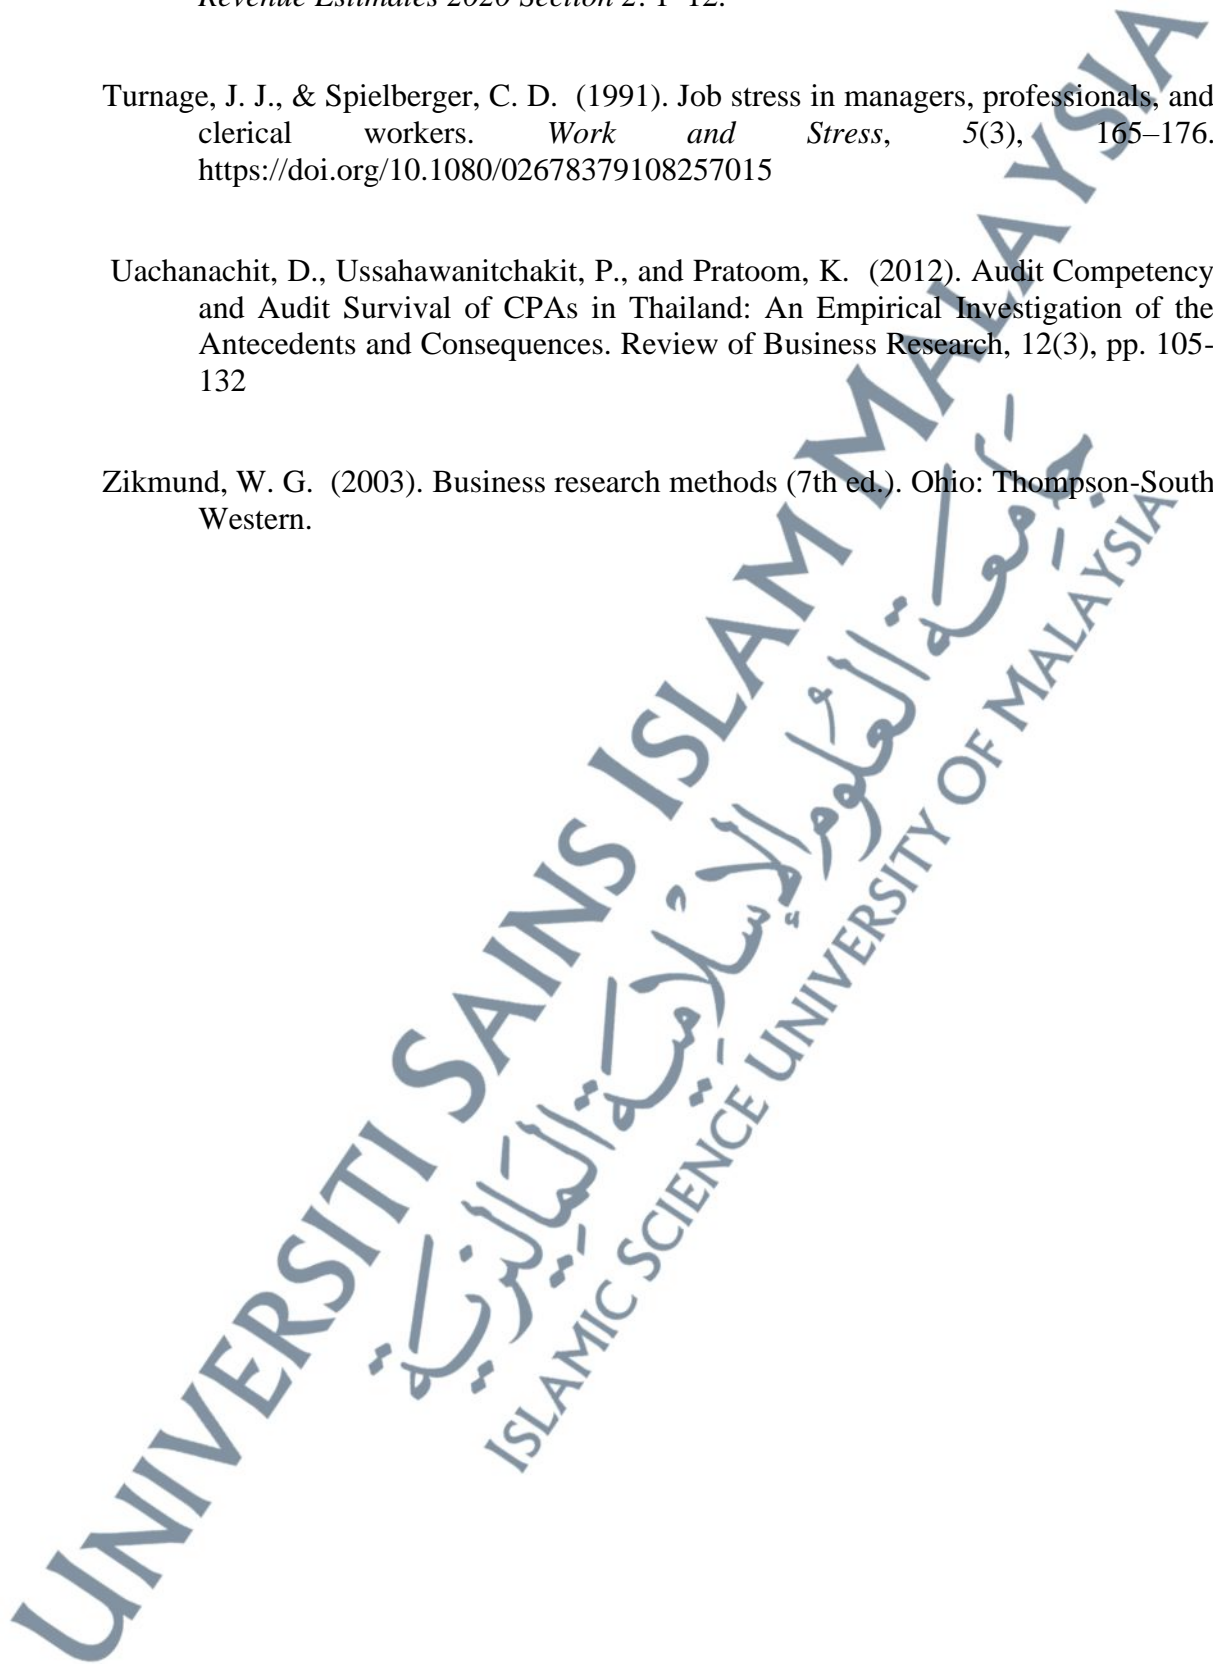 Revenue Estimates 2020 Section 2: 1–12.
Turnage, J. J., & Spielberger, C. D. (1991). Job stress in managers, professionals, and
clerical workers. Work and Stress, 5(3), 165–176.
https://doi.org/10.1080/02678379108257015
Uachanachit, D., Ussahawanitchakit, P., and Pratoom, K. (2012). Audit Competency
and Audit Survival of CPAs in Thailand: An Empirical Investigation of the
Antecedents and Consequences. Review of Business Research, 12(3), pp. 105-
132
Zikmund, W. G. (2003). Business research methods (7th ed.). Ohio: Thompson-South
Western.
UNIVERSITI SAINS ISLAM MALAYSIA
جامعة العلوم الإسلامية الماليزية
ISLAMIC SCIENCE UNIVERSITY OF MALAYSIA